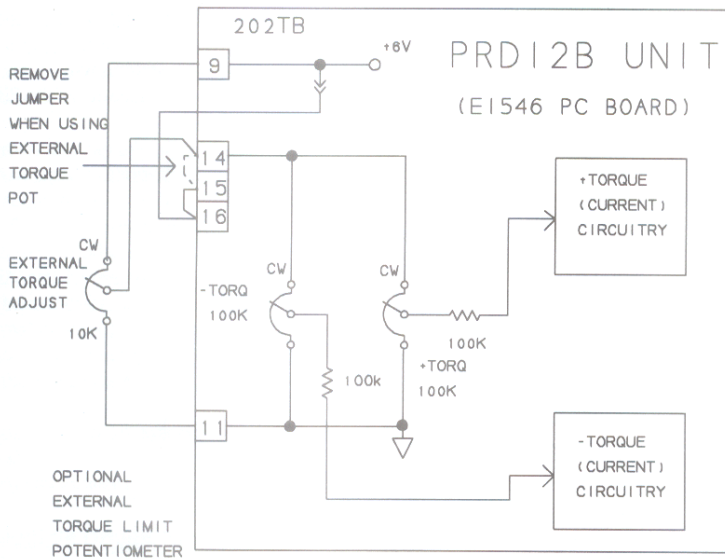 202TB
9
+6V
PRD12B UNIT
(E1546 PC BOARD)
REMOVE
JUMPER
WHEN USING
EXTERNAL
TORQUE
POT
14
15
16
+TORQUE
(CURRENT)
CIRCUITRY
CW
EXTERNAL
TORQUE
ADJUST
10K
CW
-TORQ
100K
CW
100K
+TORQ
100K
100k
11
-TORQUE
(CURRENT)
CIRCUITRY
OPTIONAL
EXTERNAL
TORQUE LIMIT
POTENTIOMETER